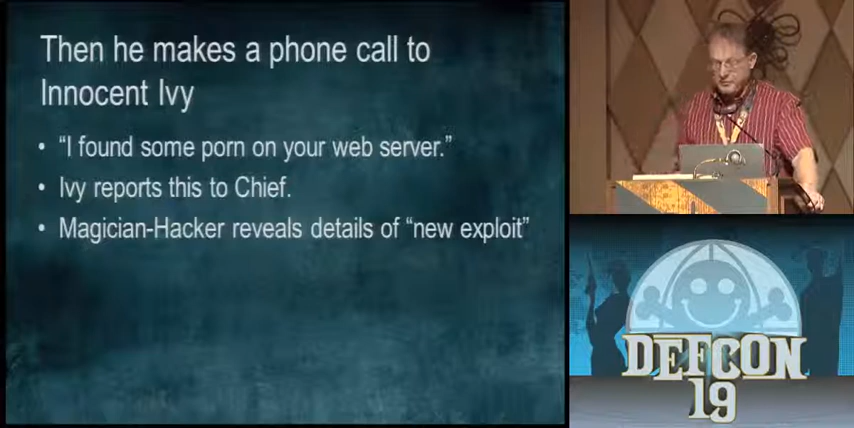 Then he makes a phone call to
Innocent Ivy
• “I found some porn on your web server.”
• Ivy reports this to Chief.
• Magician-Hacker reveals details of “new exploit”
DEFCON
19